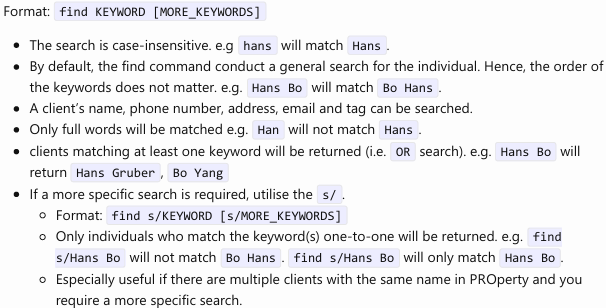 Format: find KEYWORD [MORE_KEYWORDS]
• The search is case-insensitive. e.g hans will match Hans .
• By default, the find command conduct a general search for the individual. Hence, the order of
the keywords does not matter. e.g. Hans Bo will match Bo Hans .
• A client's name, phone number, address, email and tag can be searched.
• Only full words will be matched e.g. Han will not match Hans .
• clients matching at least one keyword will be returned (i.e. OR search). e.g. Hans Bo will
return Hans Gruber , Bo Yang
• If a more specific search is required, utilise the s/ .
◦ Format: find s/KEYWORD [s/MORE_KEYWORDS]
◦ Only individuals who match the keyword(s) one-to-one will be returned. e.g. find
s/Hans Bo will not match Bo Hans . find s/Hans Bo will only match Hans Bo .
◦ Especially useful if there are multiple clients with the same name in PROperty and you
require a more specific search.